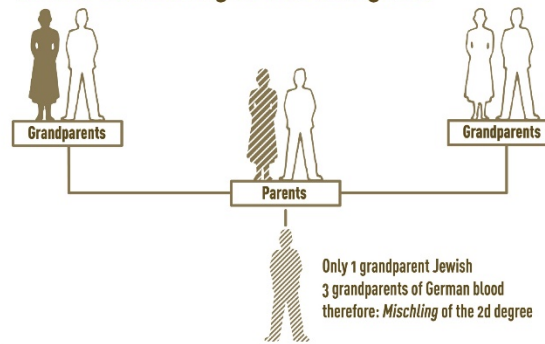 Grandparents
Grandparents
Parents
Only 1 grandparent Jewish
3 grandparents of German blood
therefore: Mischling of the 2d degree